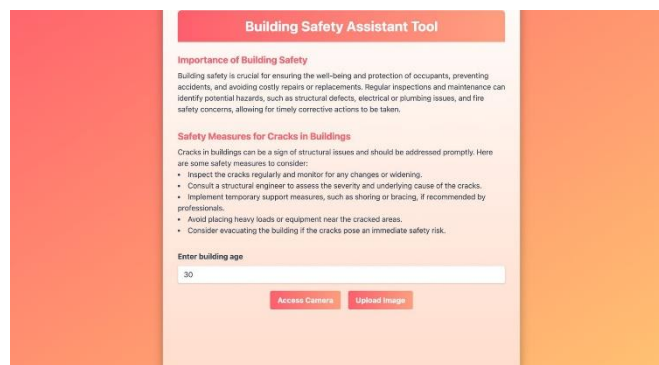 Building Safety Assistant Tool
Importance of Building Safety
Building safety is crucial for ensuring the well-being and protection of occupants, preventing
accidents, and avoiding costly repairs or replacements. Regular inspections and maintenance can
identify potential hazards, such as structural defects, electrical or plumbing issues, and fire
safety concerns, allowing for timely corrective actions to be taken.
Safety Measures for Cracks in Buildings
Cracks in buildings can be a sign of structural issues and should be addressed promptly. Here
are some safety measures to consider:
• Inspect the cracks regularly and monitor for any changes or widening.
• Consult a structural engineer to assess the severity and underlying cause of the cracks.
• Implement temporary support measures, such as shoring or bracing, if recommended by
professionals.
• Avoid placing heavy loads or equipment near the cracked areas.
• Consider evacuating the building if the cracks pose an immediate safety risk.
Enter building age
30
Access Camera Upload Image